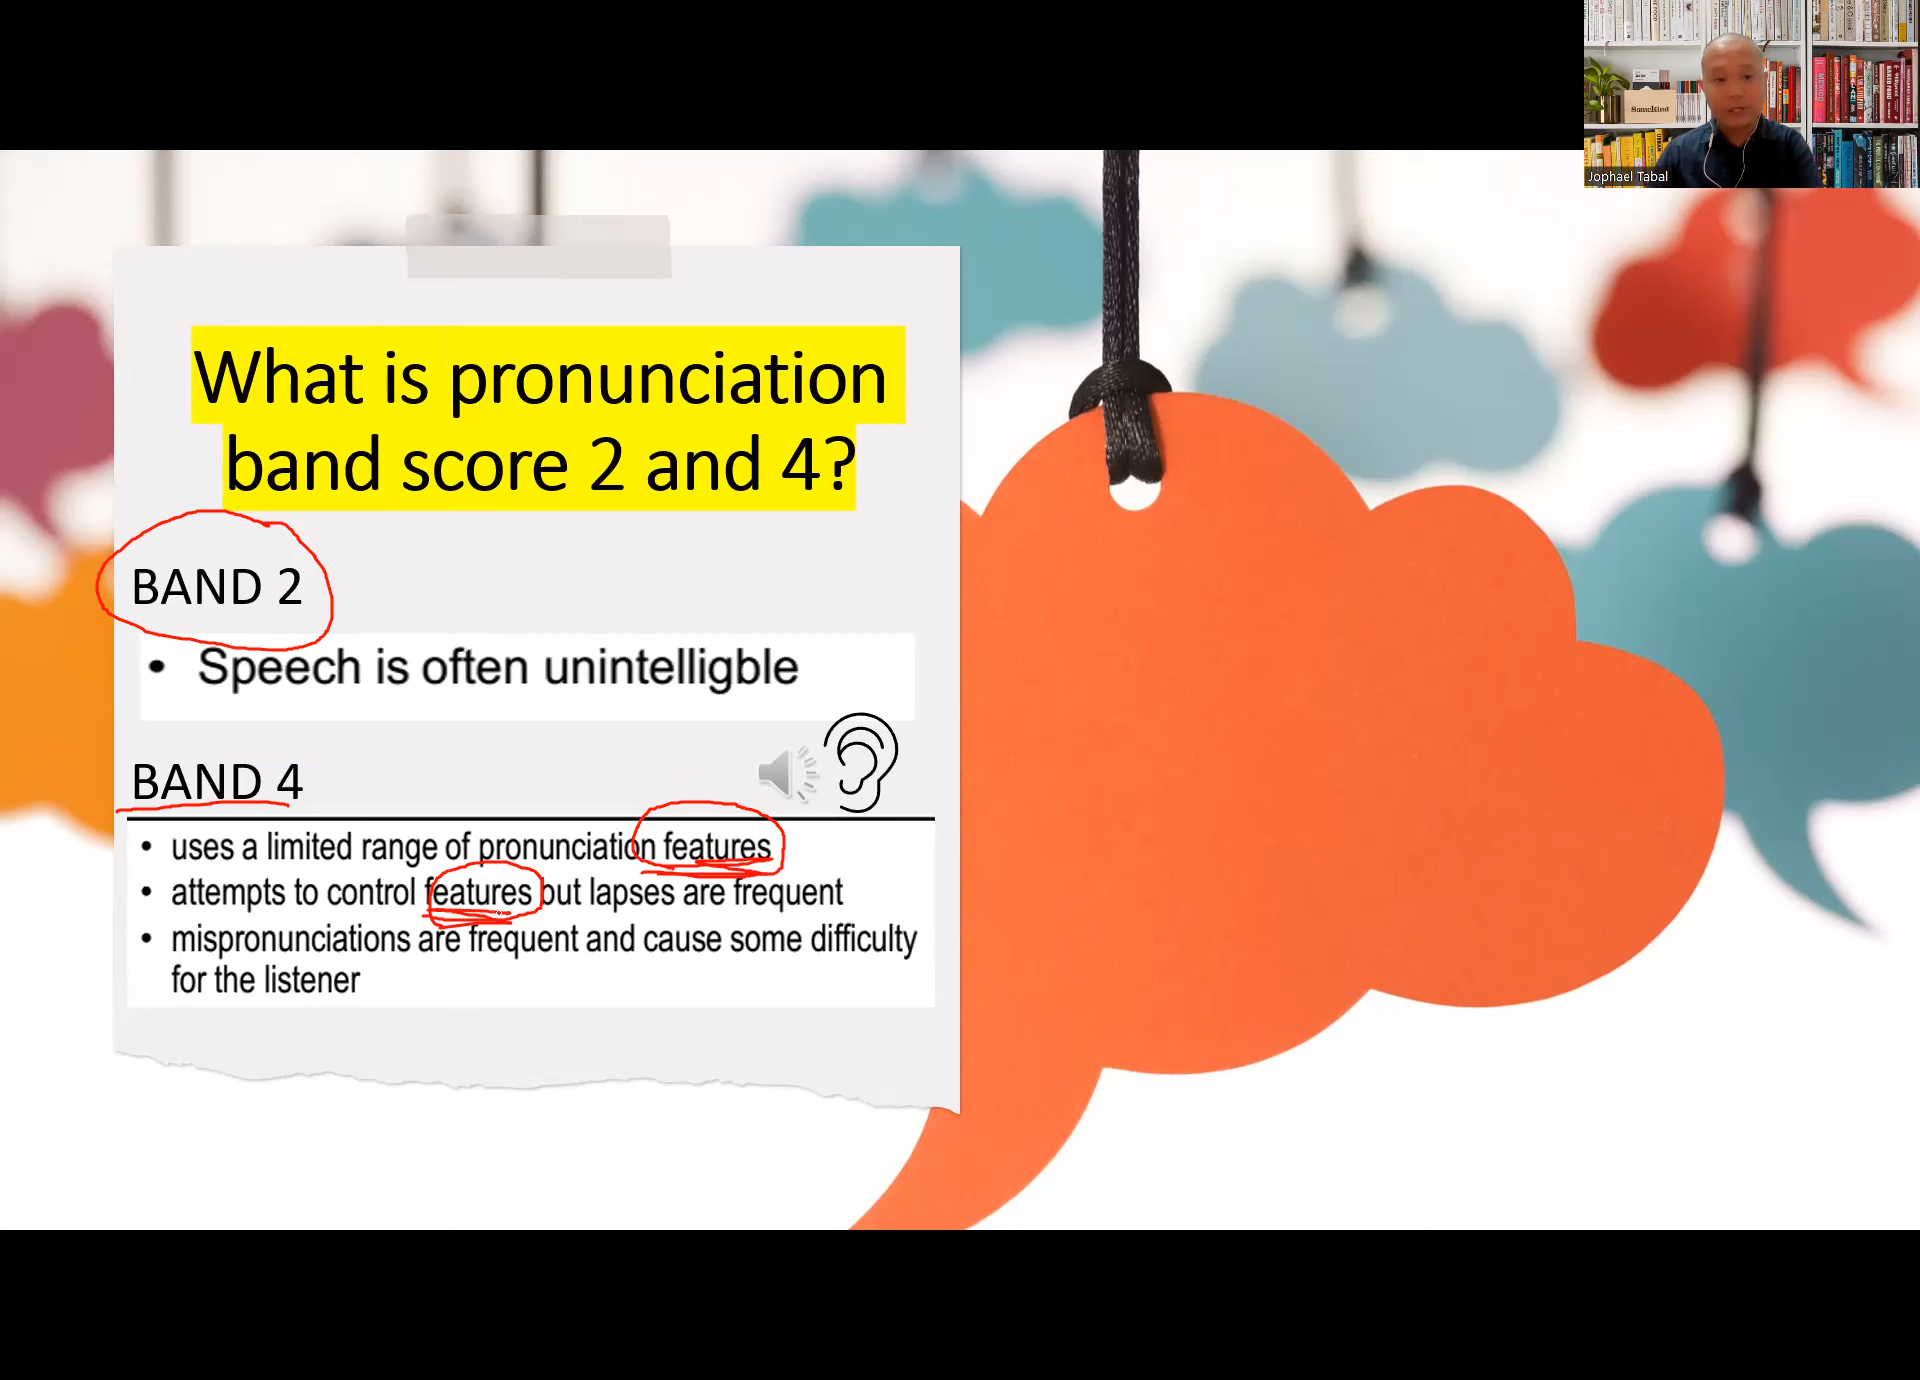 Jophael Tabal
What is pronunciation
band score 2 and 4?
BAND 2
• Speech is often unintelligble
BAND 4
• uses a limited range of pronunciation features
• attempts to control features but lapses are frequent
• mispronunciations are frequent and cause some difficulty
for the listener